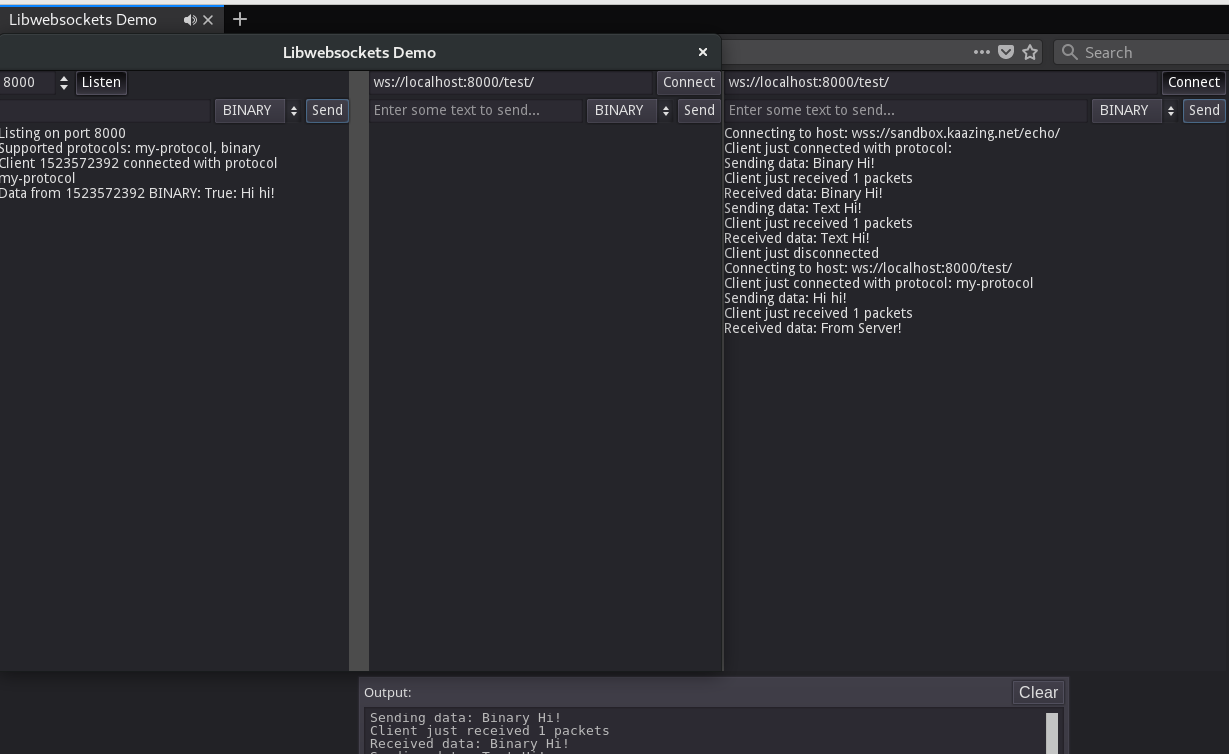 Libwebsockets Demo
Libwebsockets Demo
Search
8000 Listen
BINARY Send
Listing on port 8000
Supported protocols: my-protocol, binary
Client 1523572392 connected with protocol
my-protocol
Data from 1523572392 BINARY: True: Hi hi!
ws://localhost:8000/test/ Connect
Enter some text to send... BINARY Send
ws://localhost:8000/test/ Connect
Enter some text to send... BINARY Send
Connecting to host: wss://sandbox.kaazing.net/echo/
Client just connected with protocol:
Sending data: Binary Hi!
Client just received 1 packets
Received data: Binary Hi!
Sending data: Text Hi!
Client just received 1 packets
Received data: Text Hi!
Client just disconnected
Connecting to host: ws://localhost:8000/test/
Client just connected with protocol: my-protocol
Sending data: Hi hi!
Client just received 1 packets
Received data: From Server!
Output: Clear
Sending data: Binary Hi!
Client just received 1 packets
Received data: Binary Hi!